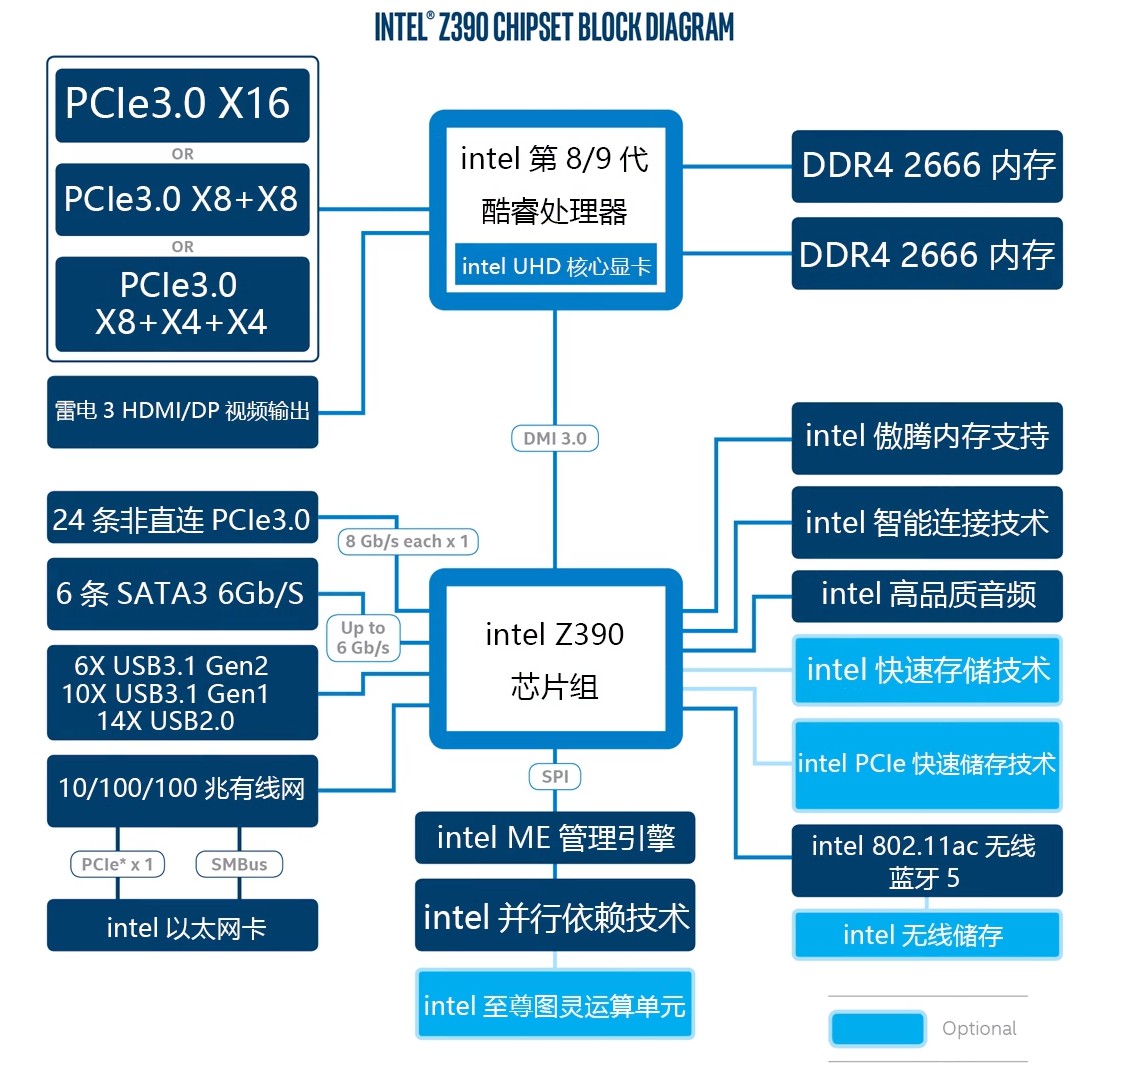 INTEL® Z390 CHIPSET BLOCK DIAGRAM
PCIe3.0 X16
OR
PCIe3.0 X8+X8
OR
PCIe3.0
X8+X4+X4
雷电 3 HDMI/DP 视频输出
intel 第 8/9 代
酷睿处理器
intel UHD 核心显卡
DDR4 2666 内存
DDR4 2666 内存
DMI 3.0
24 条非直连 PCIe3.0
8 Gb/s each x 1
6 条 SATA3 6Gb/S
Up to
6 Gb/s
6X USB3.1 Gen2
10X USB3.1 Gen1
14X USB2.0
10/100/100 兆有线网
PCIe* x 1
SMBus
intel 以太网卡
intel Z390
芯片组
SPI
intel ME 管理引擎
intel 并行依赖技术
intel 至尊图灵运算单元
intel 傲腾内存支持
intel 智能连接技术
intel 高品质音频
intel 快速存储技术
intel PCIe 快速储存技术
intel 802.11ac 无线
蓝牙 5
intel 无线储存
Optional